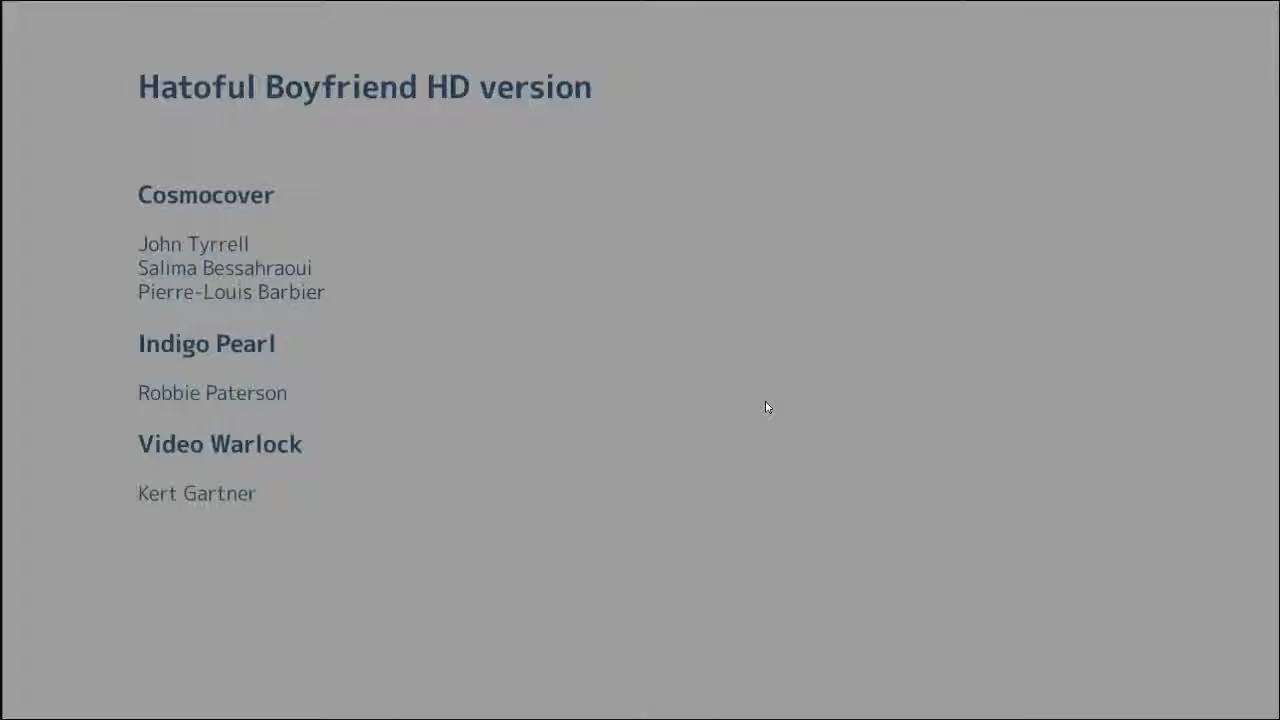 Hatoful Boyfriend HD version
Cosmocover
John Tyrrell
Salima Bessahraoui
Pierre-Louis Barbier
Indigo Pearl
Robbie Paterson
Video Warlock
Kert Gartner